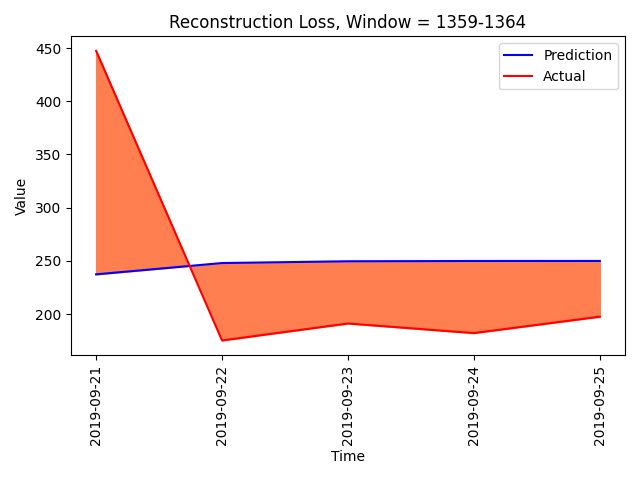 Reconstruction Loss, Window = 1359-1364
Prediction
Actual
Value
450
400
350
300
250
200
2019-09-21
2019-09-22
2019-09-23
2019-09-24
2019-09-25
Time